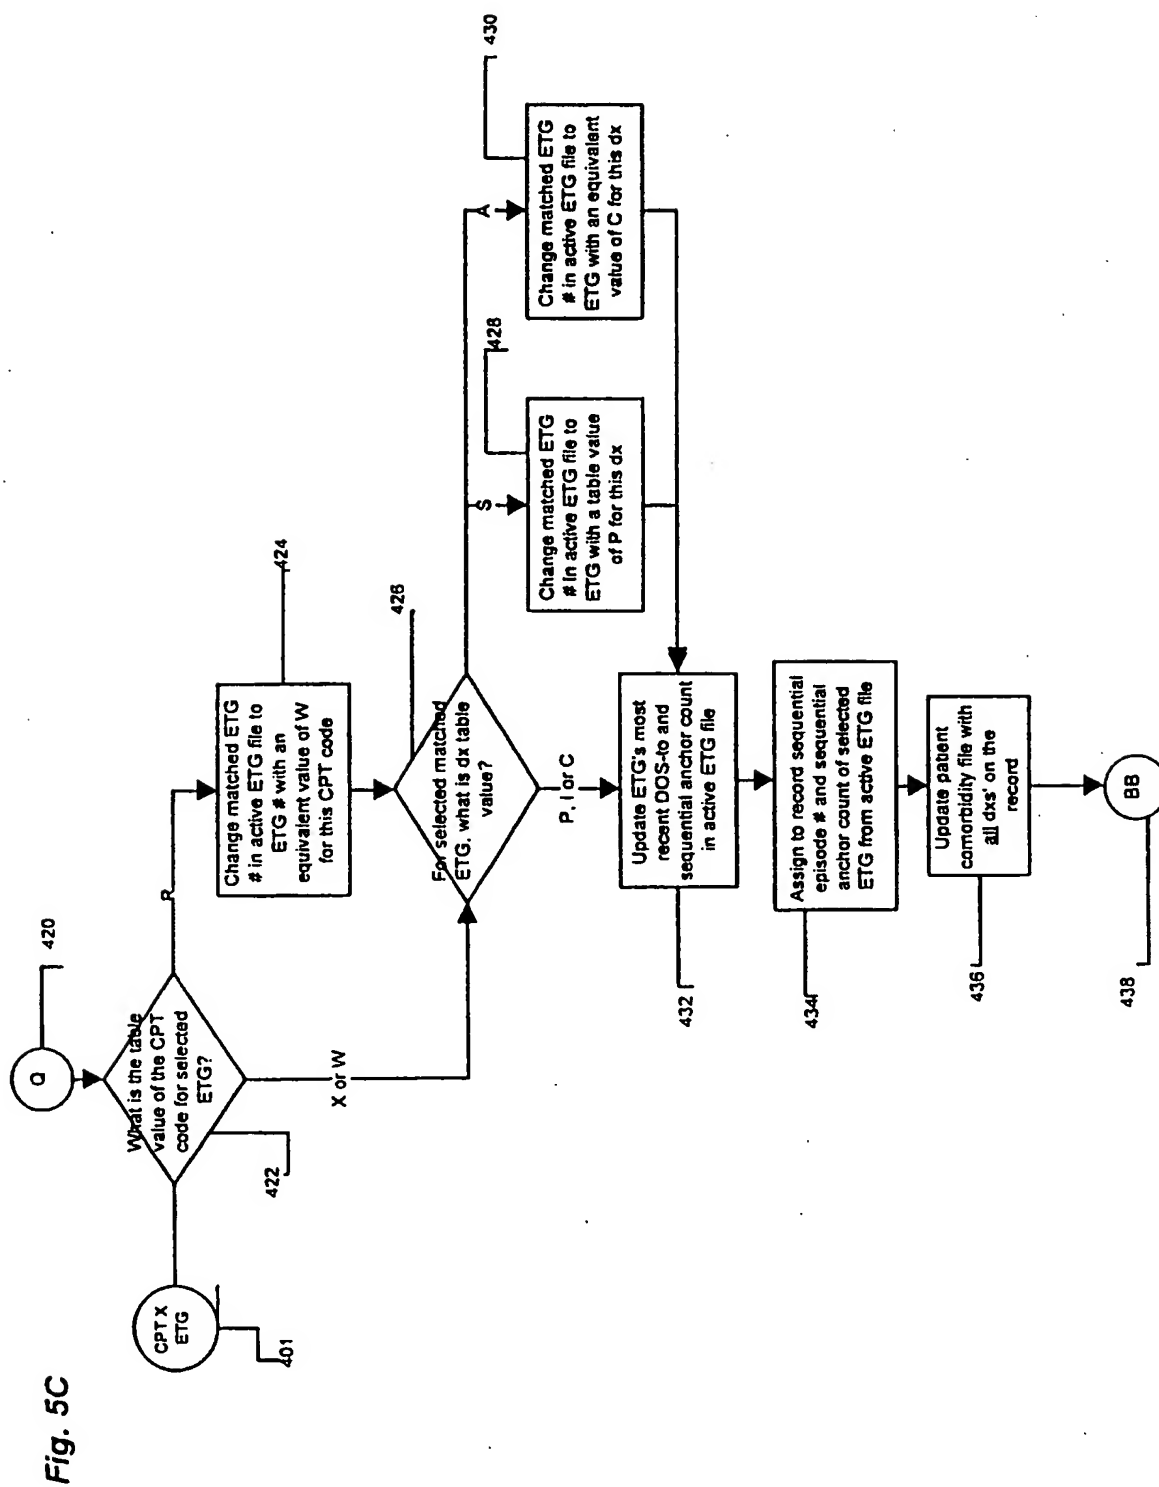 Fig. 5C
Q
420
CPT X
ETG
401
What is the table
value of the CPT
code for selected
ETG?
422
R
X or W
Change matched ETG
# in active ETG file to
ETG # with an
equivalent value of W
for this CPT code
424
For selected matched
ETG, what is dx table
value?
426
S
A
P, I or C
Change matched ETG
# in active ETG file to
ETG with a table value
of P for this dx
428
Change matched ETG
# in active ETG file to
ETG with an equivalent
value of C for this dx
430
Update ETG's most
recent DOS-to and
sequential anchor count
in active ETG file
432
Assign to record sequential
episode # and sequential
anchor count of selected
ETG from active ETG file
434
Update patient
comorbidity file with
all dxs' on the
record
436
BB
438